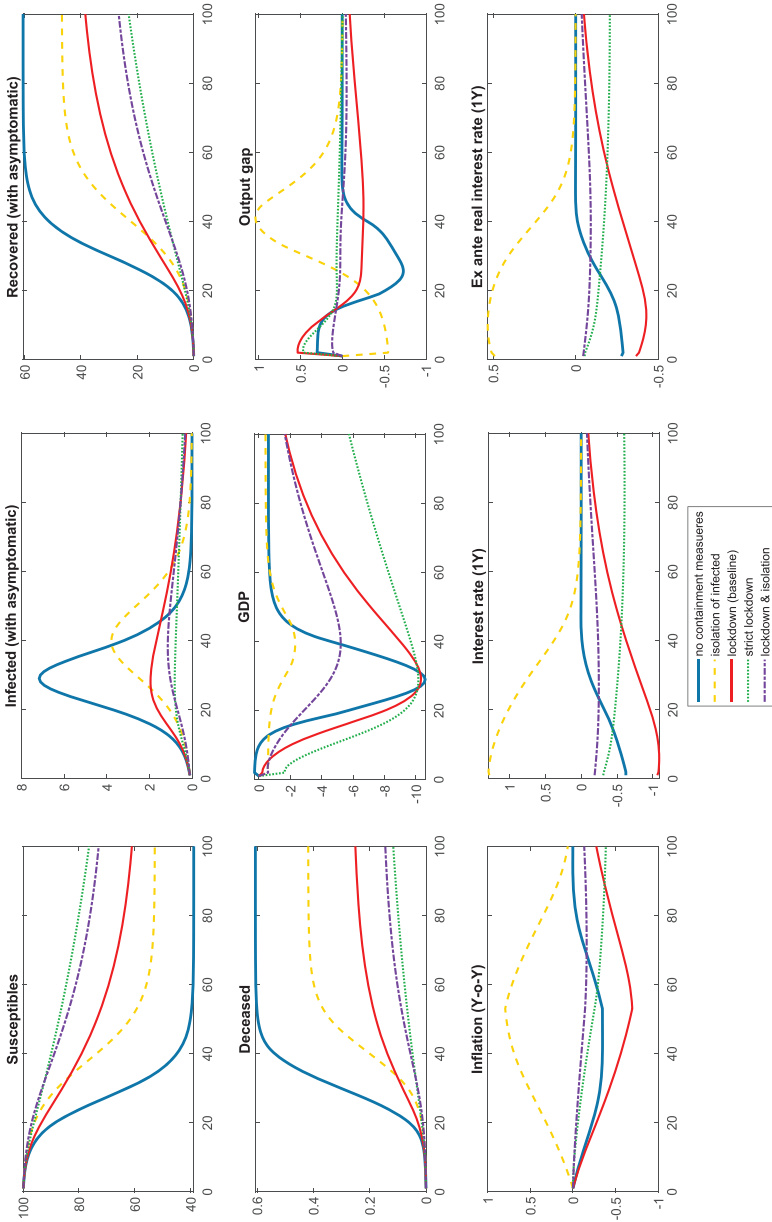 Susceptibles
100
80
60
40
0 20 40 60 80 100
Infected (with asymptomatic)
8
6
4
2
0
0 20 40 60 80 100
Recovered (with asymptomatic)
60
40
20
0
0 20 40 60 80 100
Deceased
0.6
0.4
0.2
0
0 20 40 60 80 100
GDP
0
-2
-4
-6
-8
-10
0 20 40 60 80 100
Output gap
1
0.5
0
-0.5
-1
0 20 40 60 80 100
Inflation (Y-o-Y)
1
0.5
0
-0.5
-1
0 20 40 60 80 100
Interest rate (1Y)
1
0.5
0
-0.5
-1
0 20 40 60 80 100
Ex ante real interest rate (1Y)
0.5
0
-0.5
0 20 40 60 80 100
no containment measueres
isolation of infected
lockdown (baseline)
strict lockdown
lockdown & isolation